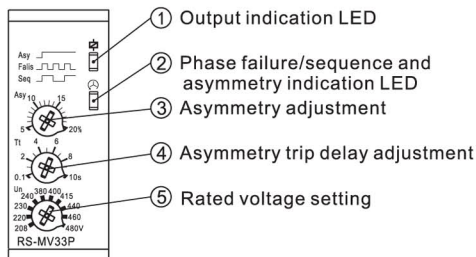 ① Output indication LED
② Phase failure/sequence and
asymmetry indication LED
③ Asymmetry adjustment
④ Asymmetry trip delay adjustment
⑤ Rated voltage setting
Asy
Falis
Seq
Asy 10 15
5 20%
Tt 4 6
2 8
0.1 10s
Un 380 400
240 415
230 440
220 460
208 480V
RS-MV33P